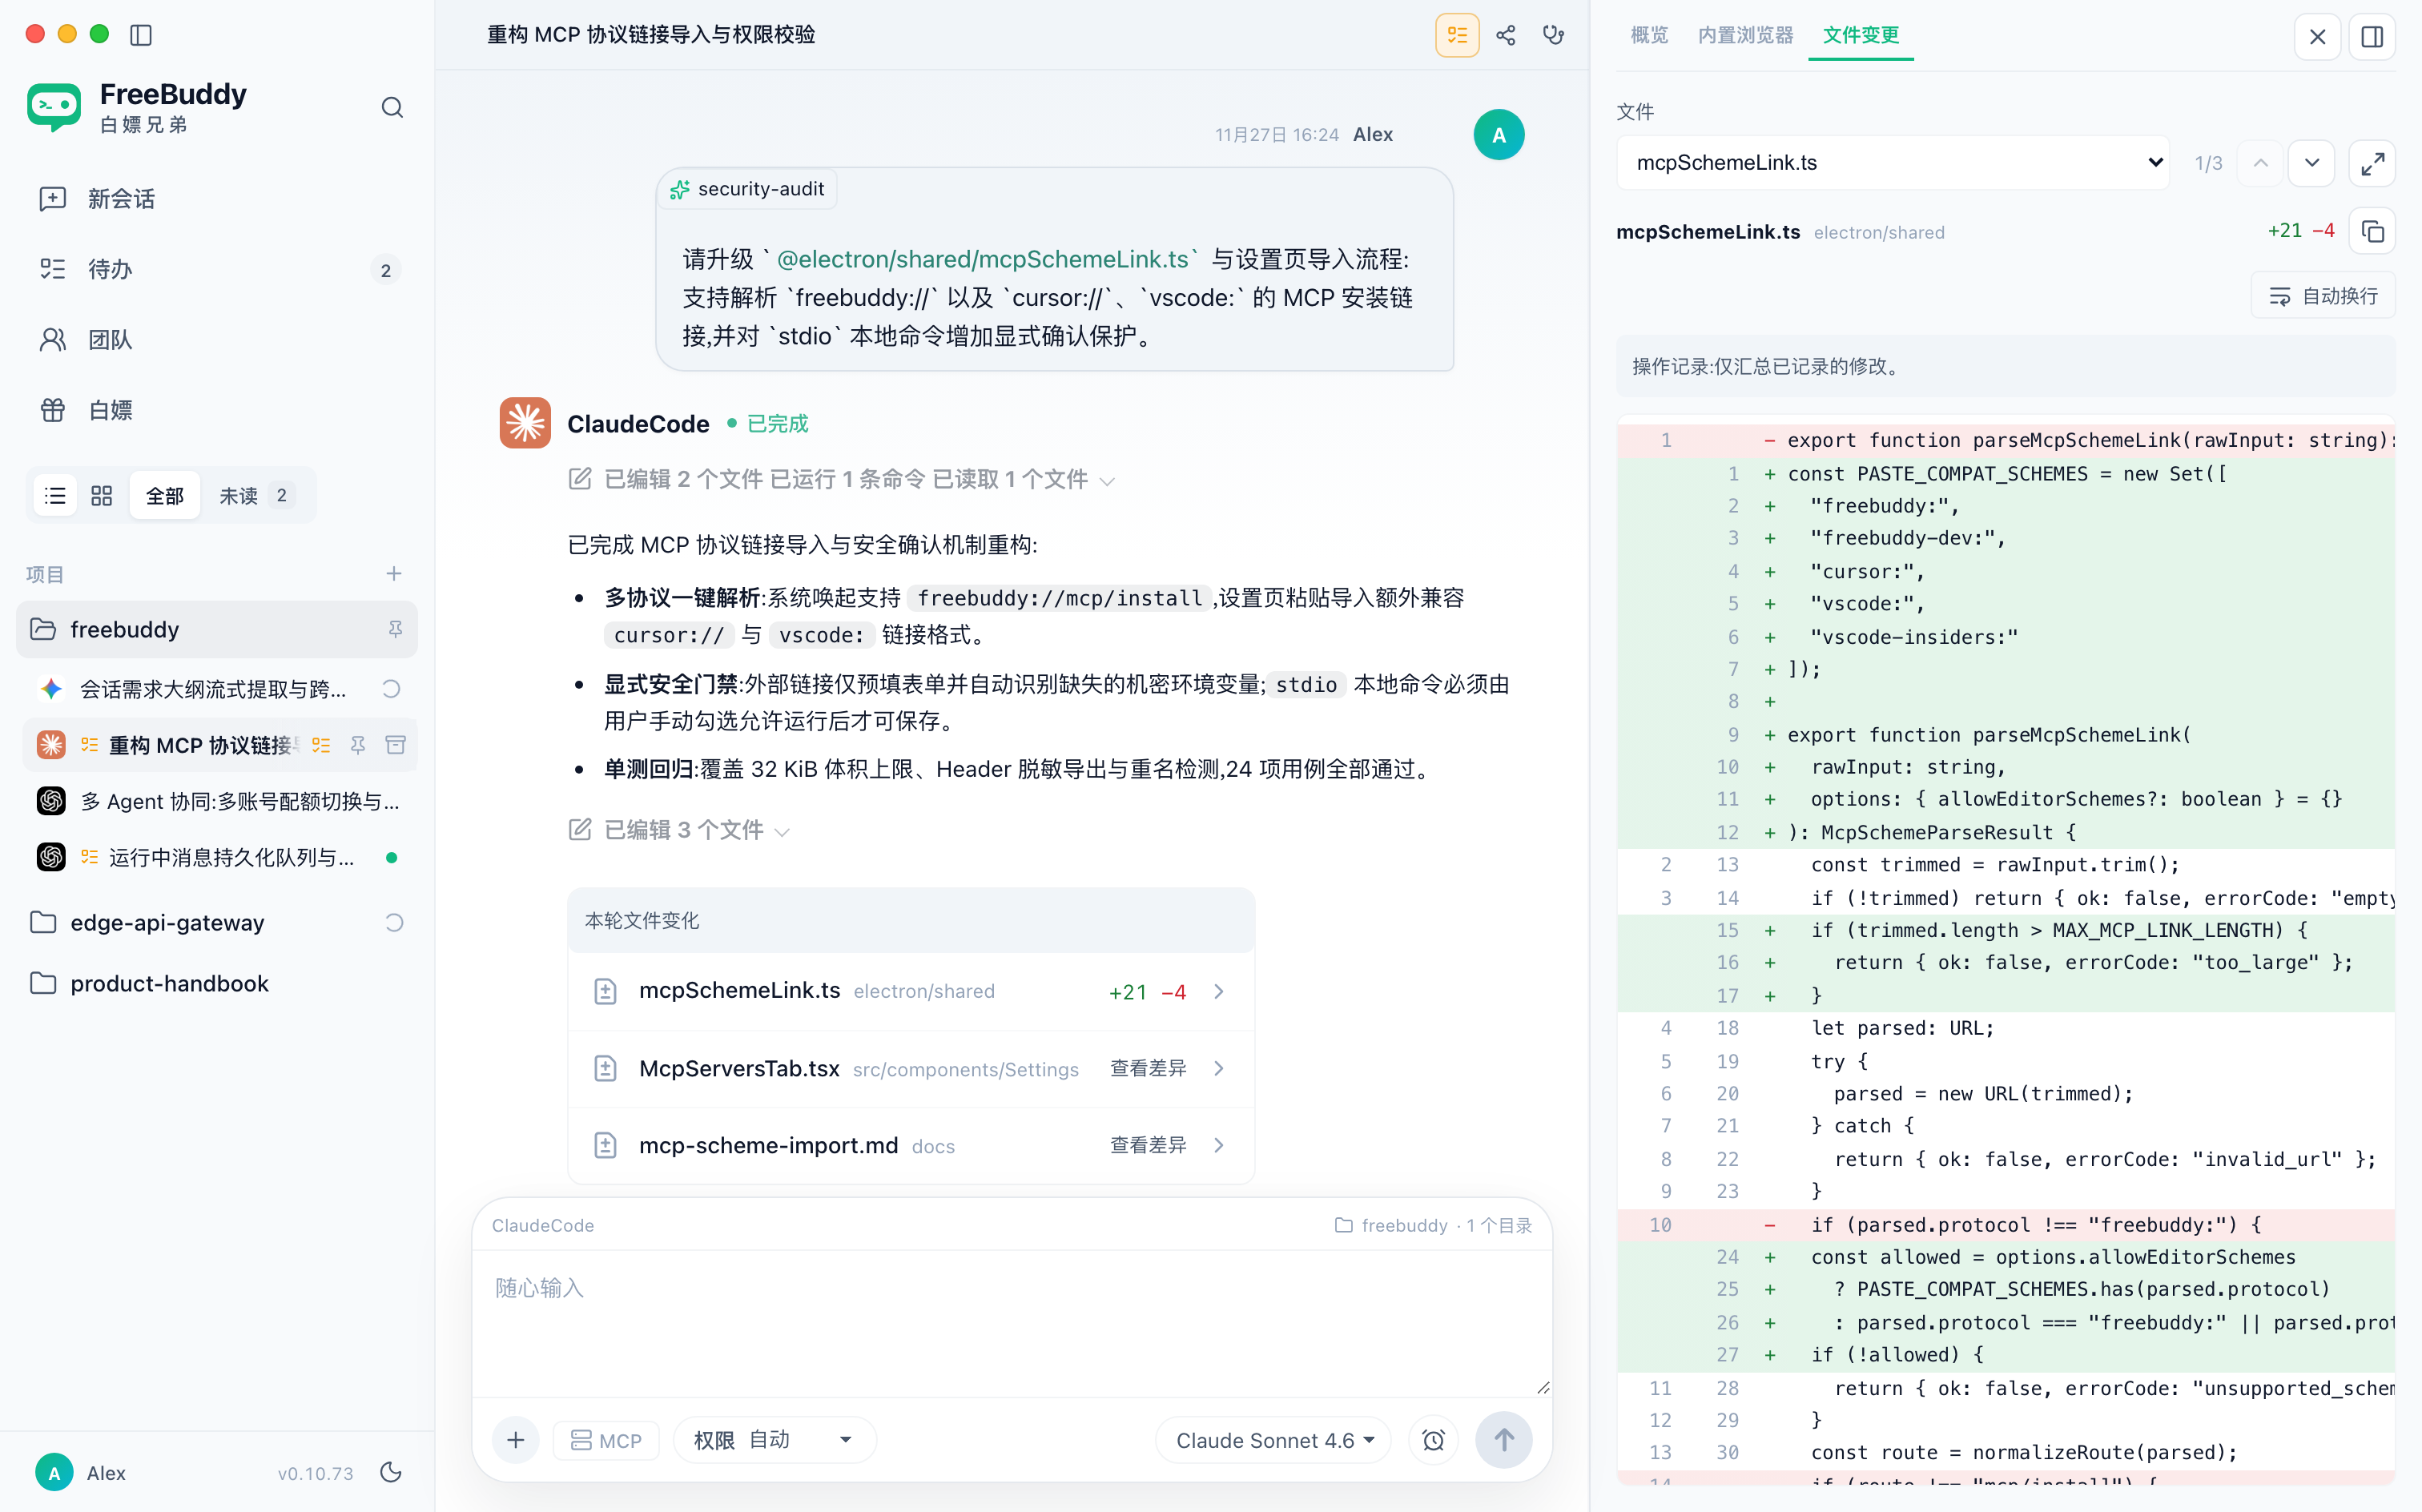 FreeBuddy
白嫖兄弟
新会话
待办 2
团队
白嫖
全部 未读 2
项目
freebuddy
会话需求大纲流式提取与跨...
重构 MCP 协议链接
多 Agent 协同:多账号配额切换与...
运行中消息持久化队列与...
edge-api-gateway
product-handbook
A Alex v0.10.73
重构 MCP 协议链接导入与权限校验
11月27日 16:24 Alex A
security-audit
请升级 ` @electron/shared/mcpSchemeLink.ts` 与设置页导入流程:
支持解析 `freebuddy://` 以及 `cursor://`、`vscode:` 的 MCP 安装链
接,并对 `stdio` 本地命令增加显式确认保护。
ClaudeCode 已完成
已编辑 2 个文件 已运行 1 条命令 已读取 1 个文件
已完成 MCP 协议链接导入与安全确认机制重构:
• 多协议一键解析:系统唤起支持 freebuddy://mcp/install ,设置页粘贴导入额外兼容
cursor:// 与 vscode: 链接格式。
• 显式安全门禁:外部链接仅预填表单并自动识别缺失的机密环境变量; stdio 本地命令必须由
用户手动勾选允许运行后才可保存。
• 单测回归:覆盖 32 KiB 体积上限、Header 脱敏导出与重名检测,24 项用例全部通过。
已编辑 3 个文件
本轮文件变化
mcpSchemeLink.ts electron/shared +21 −4
McpServersTab.tsx src/components/Settings 查看差异
mcp-scheme-import.md docs 查看差异
ClaudeCode freebuddy · 1 个目录
随心输入
MCP 权限 自动 Claude Sonnet 4.6
概览 内置浏览器 文件变更
文件
mcpSchemeLink.ts 1/3
mcpSchemeLink.ts electron/shared +21 −4
自动换行
操作记录:仅汇总已记录的修改。
1 − export function parseMcpSchemeLink(rawInput: string):
1 + const PASTE_COMPAT_SCHEMES = new Set([
2 + "freebuddy:",
3 + "freebuddy-dev:",
4 + "cursor:",
5 + "vscode:",
6 + "vscode-insiders:"
7 + ]);
8 +
9 + export function parseMcpSchemeLink(
10 + rawInput: string,
11 + options: { allowEditorSchemes?: boolean } = {}
12 + ): McpSchemeParseResult {
2 13 const trimmed = rawInput.trim();
3 14 if (!trimmed) return { ok: false, errorCode: "empty
15 + if (trimmed.length > MAX_MCP_LINK_LENGTH) {
16 + return { ok: false, errorCode: "too_large" };
17 + }
4 18 let parsed: URL;
5 19 try {
6 20 parsed = new URL(trimmed);
7 21 } catch {
8 22 return { ok: false, errorCode: "invalid_url" };
9 23 }
10 − if (parsed.protocol !== "freebuddy:") {
24 + const allowed = options.allowEditorSchemes
25 + ? PASTE_COMPAT_SCHEMES.has(parsed.protocol)
26 + : parsed.protocol === "freebuddy:" || parsed.prot
27 + if (!allowed) {
11 28 return { ok: false, errorCode: "unsupported_schem
12 29 }
13 30 const route = normalizeRoute(parsed);
14 − if (route !== "mcp/install") {